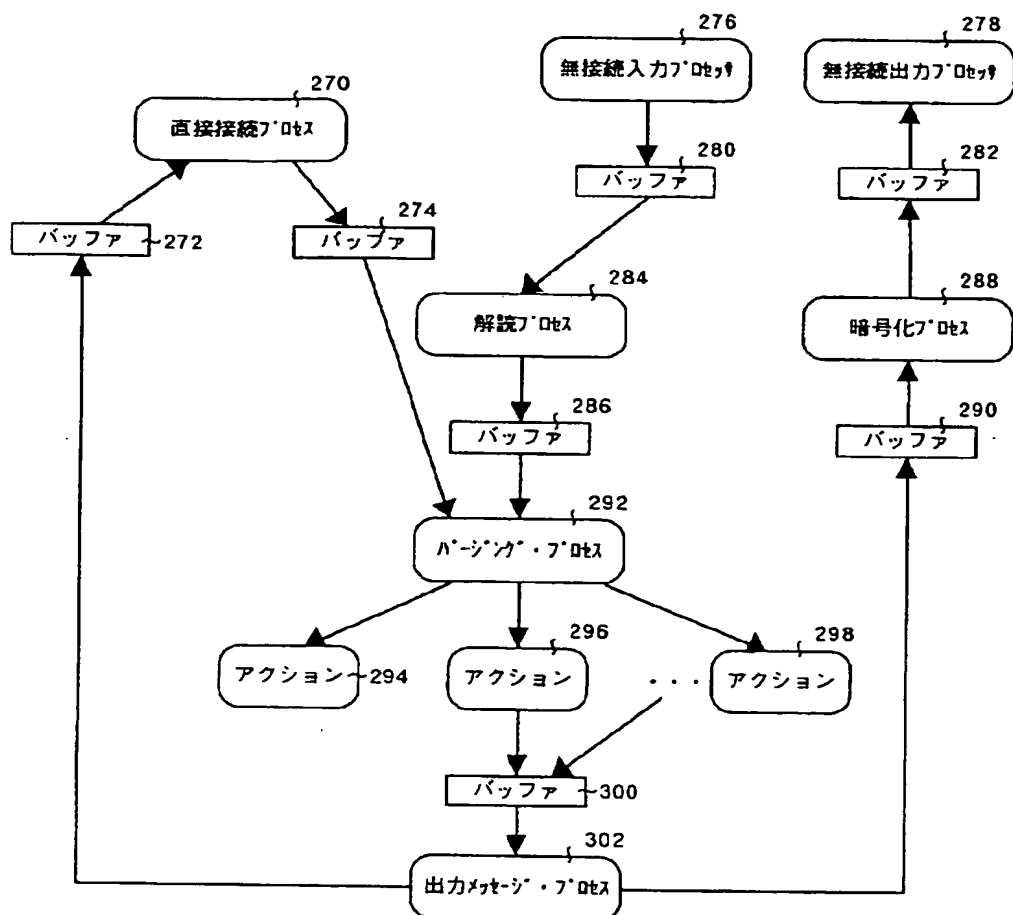 276
278
無接続入力プロセッサ
無接続出力プロセッサ
270
直接接続プロセス
280
バッファ
282
バッファ
274
バッファ
バッファ
272
284
解読プロセス
288
暗号化プロセス
286
バッファ
290
バッファ
292
パージング・プロセス
アクション
294
296
アクション
...
298
アクション
バッファ
300
302
出力メッセージ・プロセス